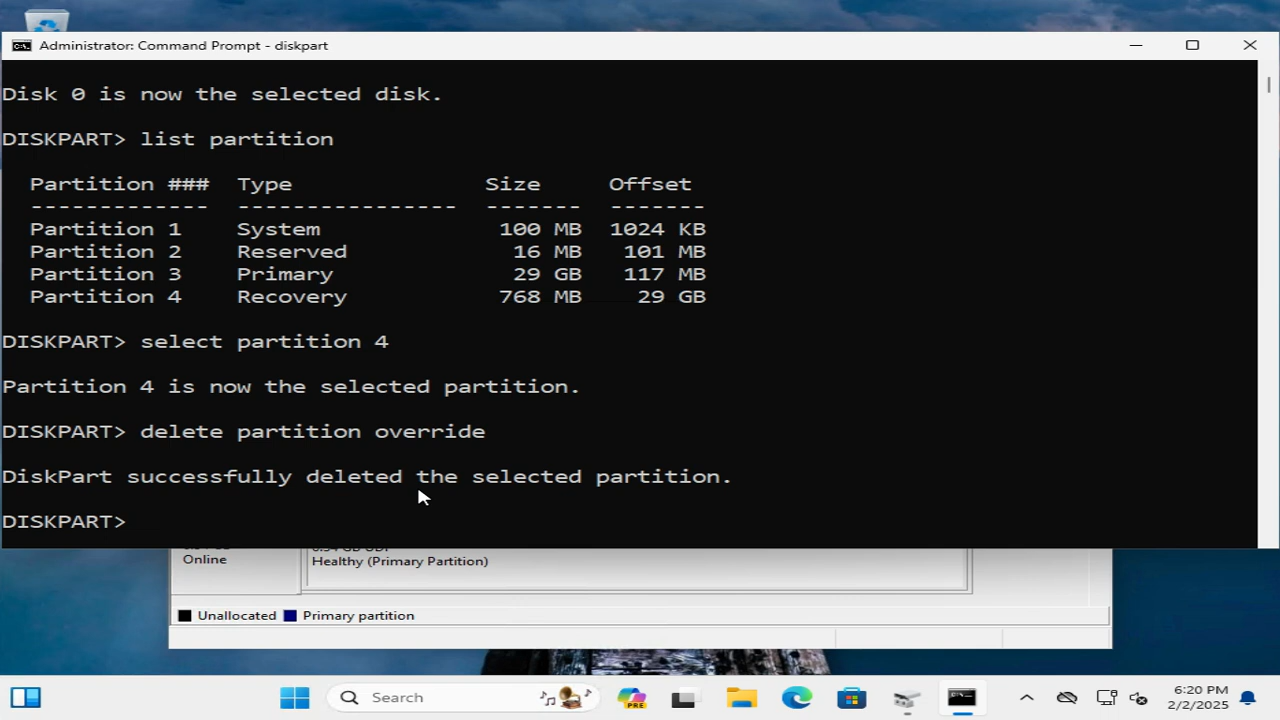 Administrator: Command Prompt - diskpart
Disk 0 is now the selected disk.
DISKPART> list partition
Partition ### Type Size Offset
------------- ---------------- ------- -------
Partition 1 System 100 MB 1024 KB
Partition 2 Reserved 16 MB 101 MB
Partition 3 Primary 29 GB 117 MB
Partition 4 Recovery 768 MB 29 GB
DISKPART> select partition 4
Partition 4 is now the selected partition.
DISKPART> delete partition override
DiskPart successfully deleted the selected partition.
DISKPART>
Online
Healthy (Primary Partition)
Unallocated Primary partition
Search
PRE
6:20 PM
2/2/2025